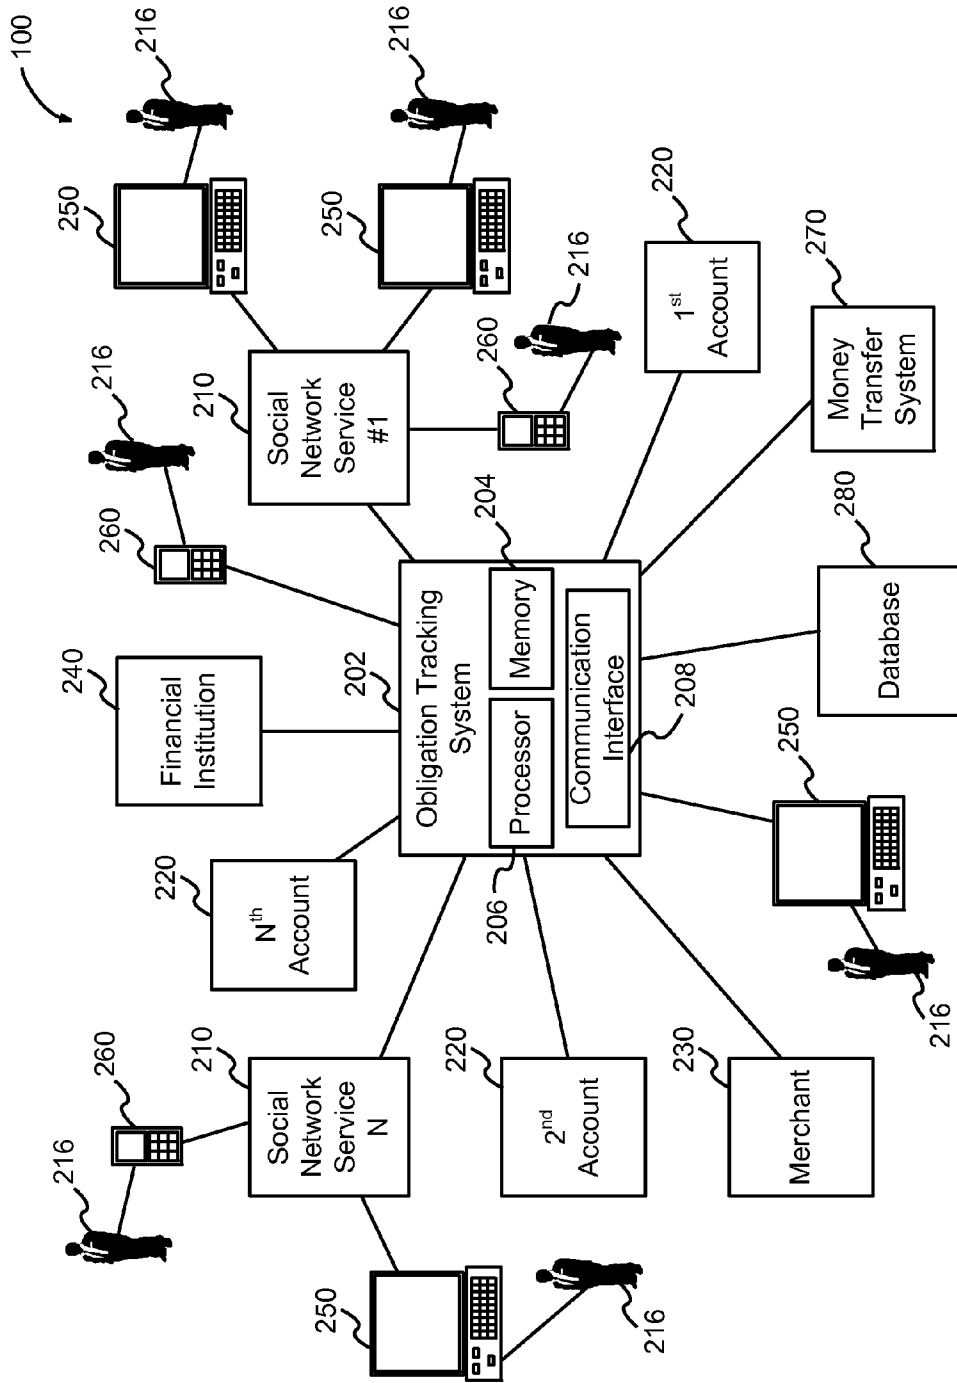 100
216
240
250
216
260
260
216
220
210
210
Financial
Institution
Social
Network
Service
N
Nth
Account
Social
Network
Service
#1
250
202
250
216
Obligation Tracking
System
220
206
Processor
Memory
204
260
2nd
Account
Communication
Interface
216
216
208
1st
Account
220
230
250
Merchant
280
270
Database
Money
Transfer
System
216